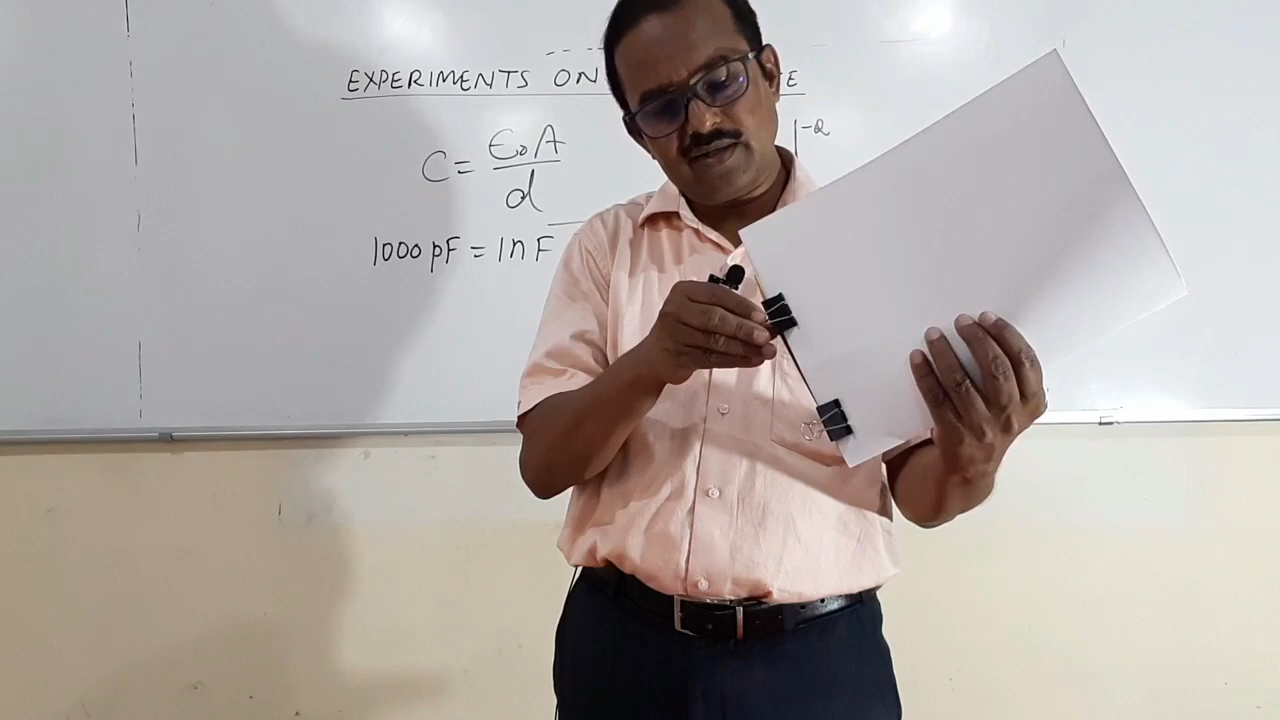 EXPERIMENTS ON
C = ε₀A/d
-Q
1000 pF = 1nF